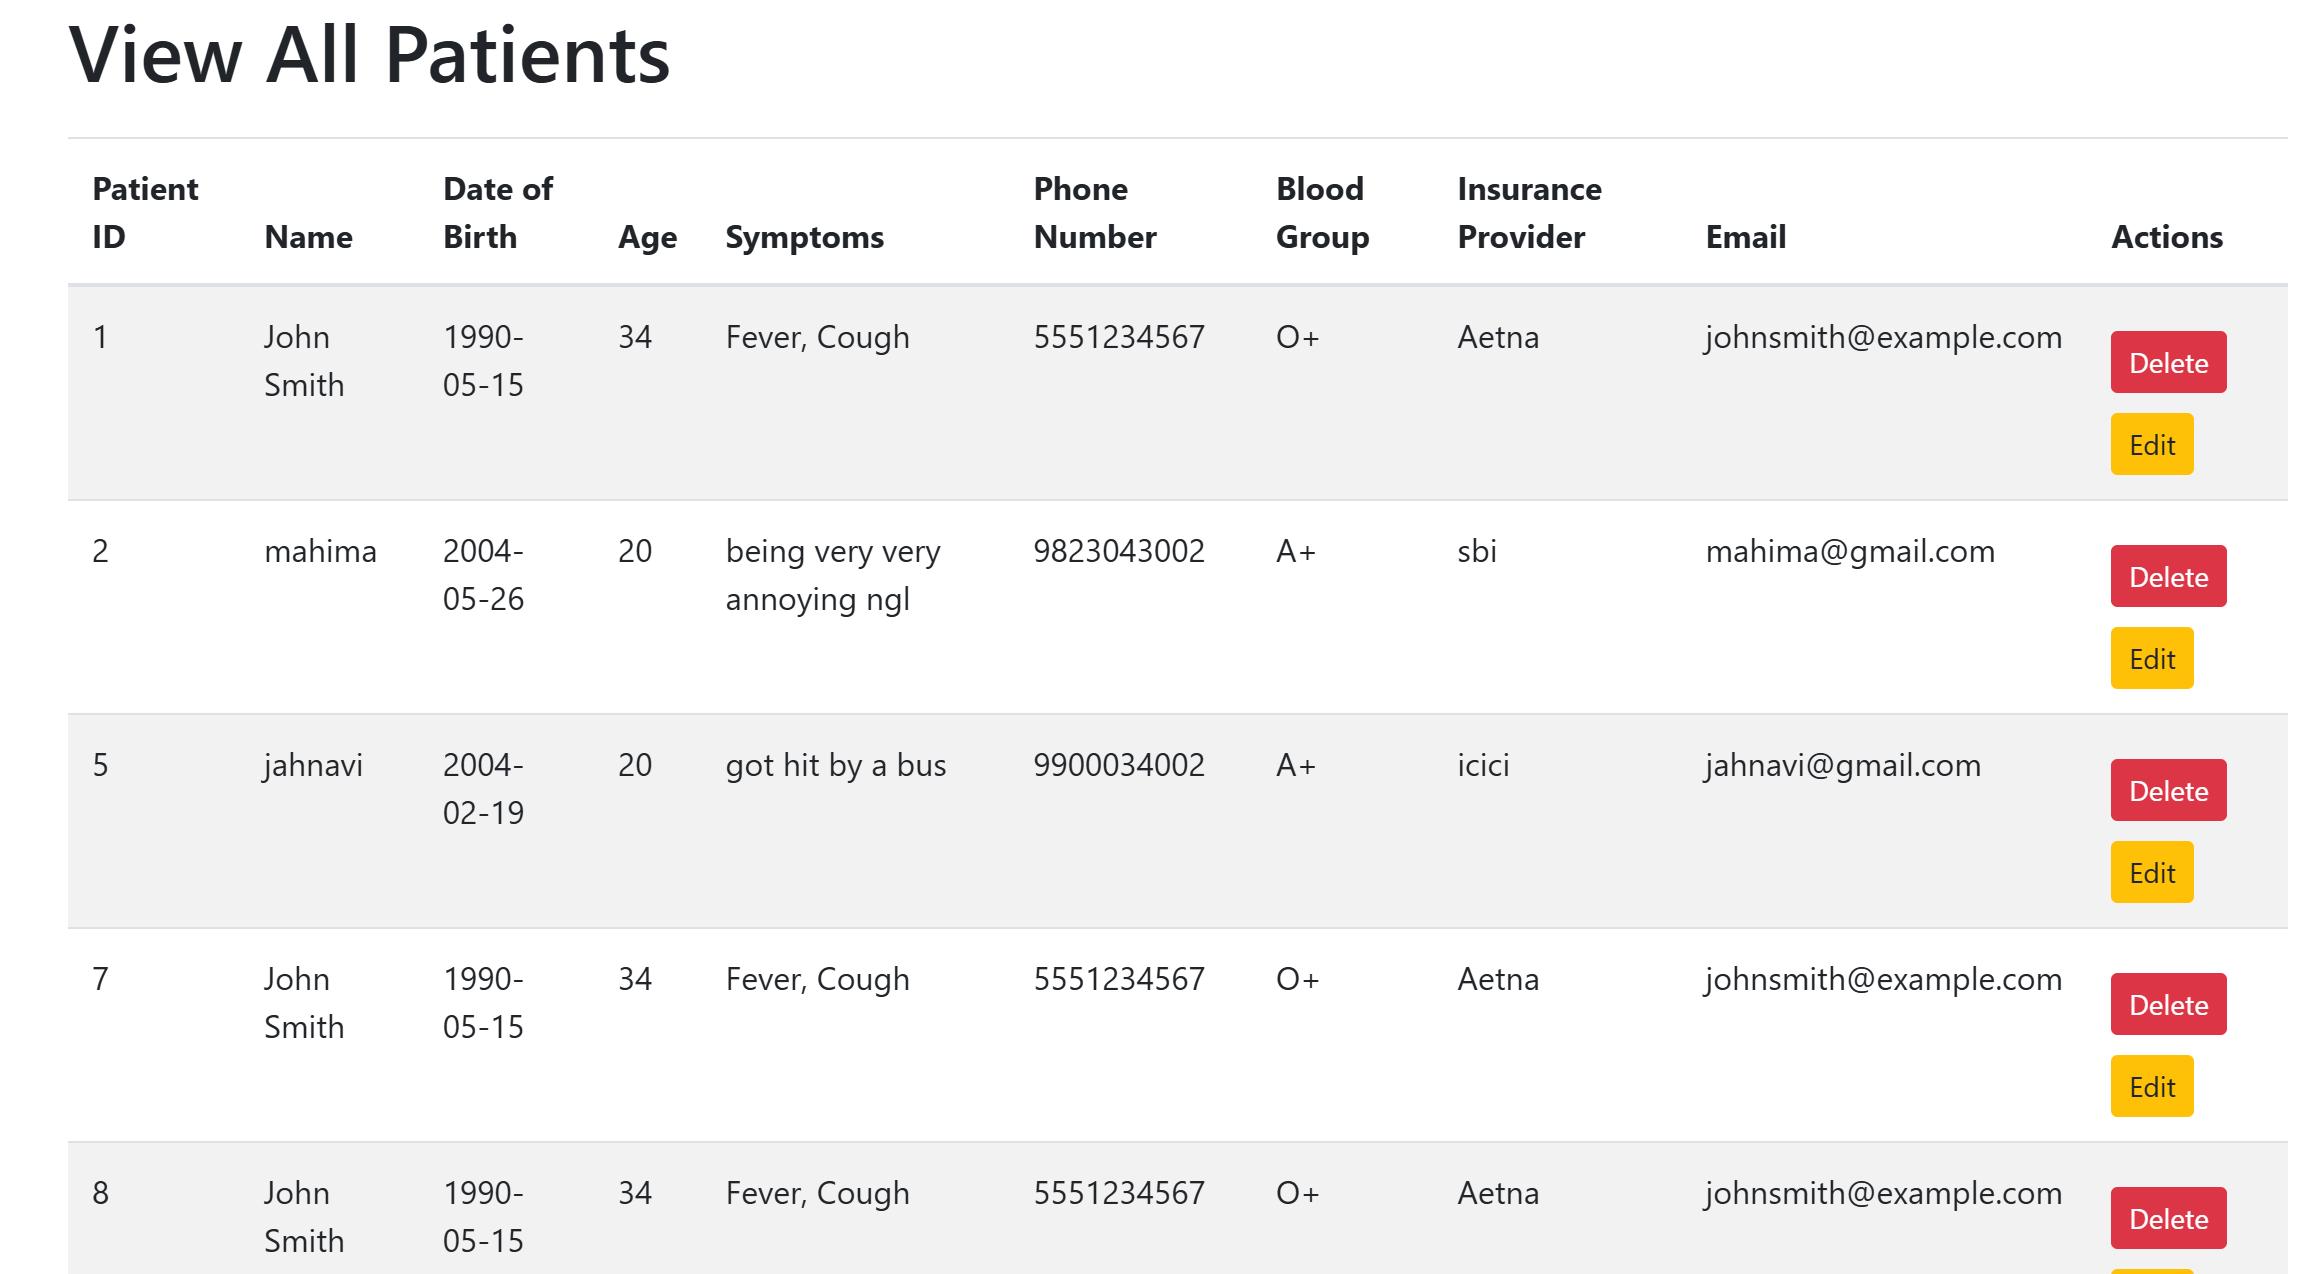 View All Patients
Patient ID Name Date of Birth Age Symptoms Phone Number Blood Group Insurance Provider Email Actions
1 John Smith 1990-05-15 34 Fever, Cough 5551234567 O+ Aetna johnsmith@example.com Delete Edit
2 mahima 2004-05-26 20 being very very annoying ngl 9823043002 A+ sbi mahima@gmail.com Delete Edit
5 jahnavi 2004-02-19 20 got hit by a bus 9900034002 A+ icici jahnavi@gmail.com Delete Edit
7 John Smith 1990-05-15 34 Fever, Cough 5551234567 O+ Aetna johnsmith@example.com Delete Edit
8 John Smith 1990-05-15 34 Fever, Cough 5551234567 O+ Aetna johnsmith@example.com Delete